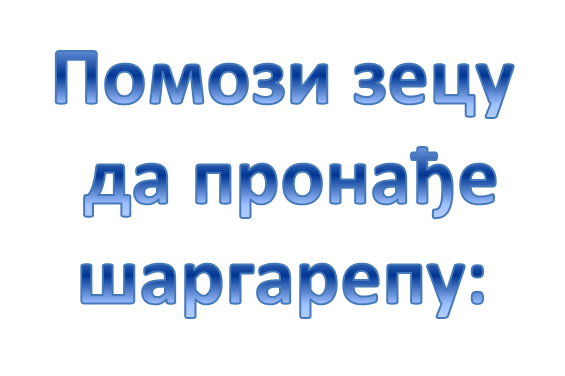 Помози зецу
да пронађе
шаргарепу: